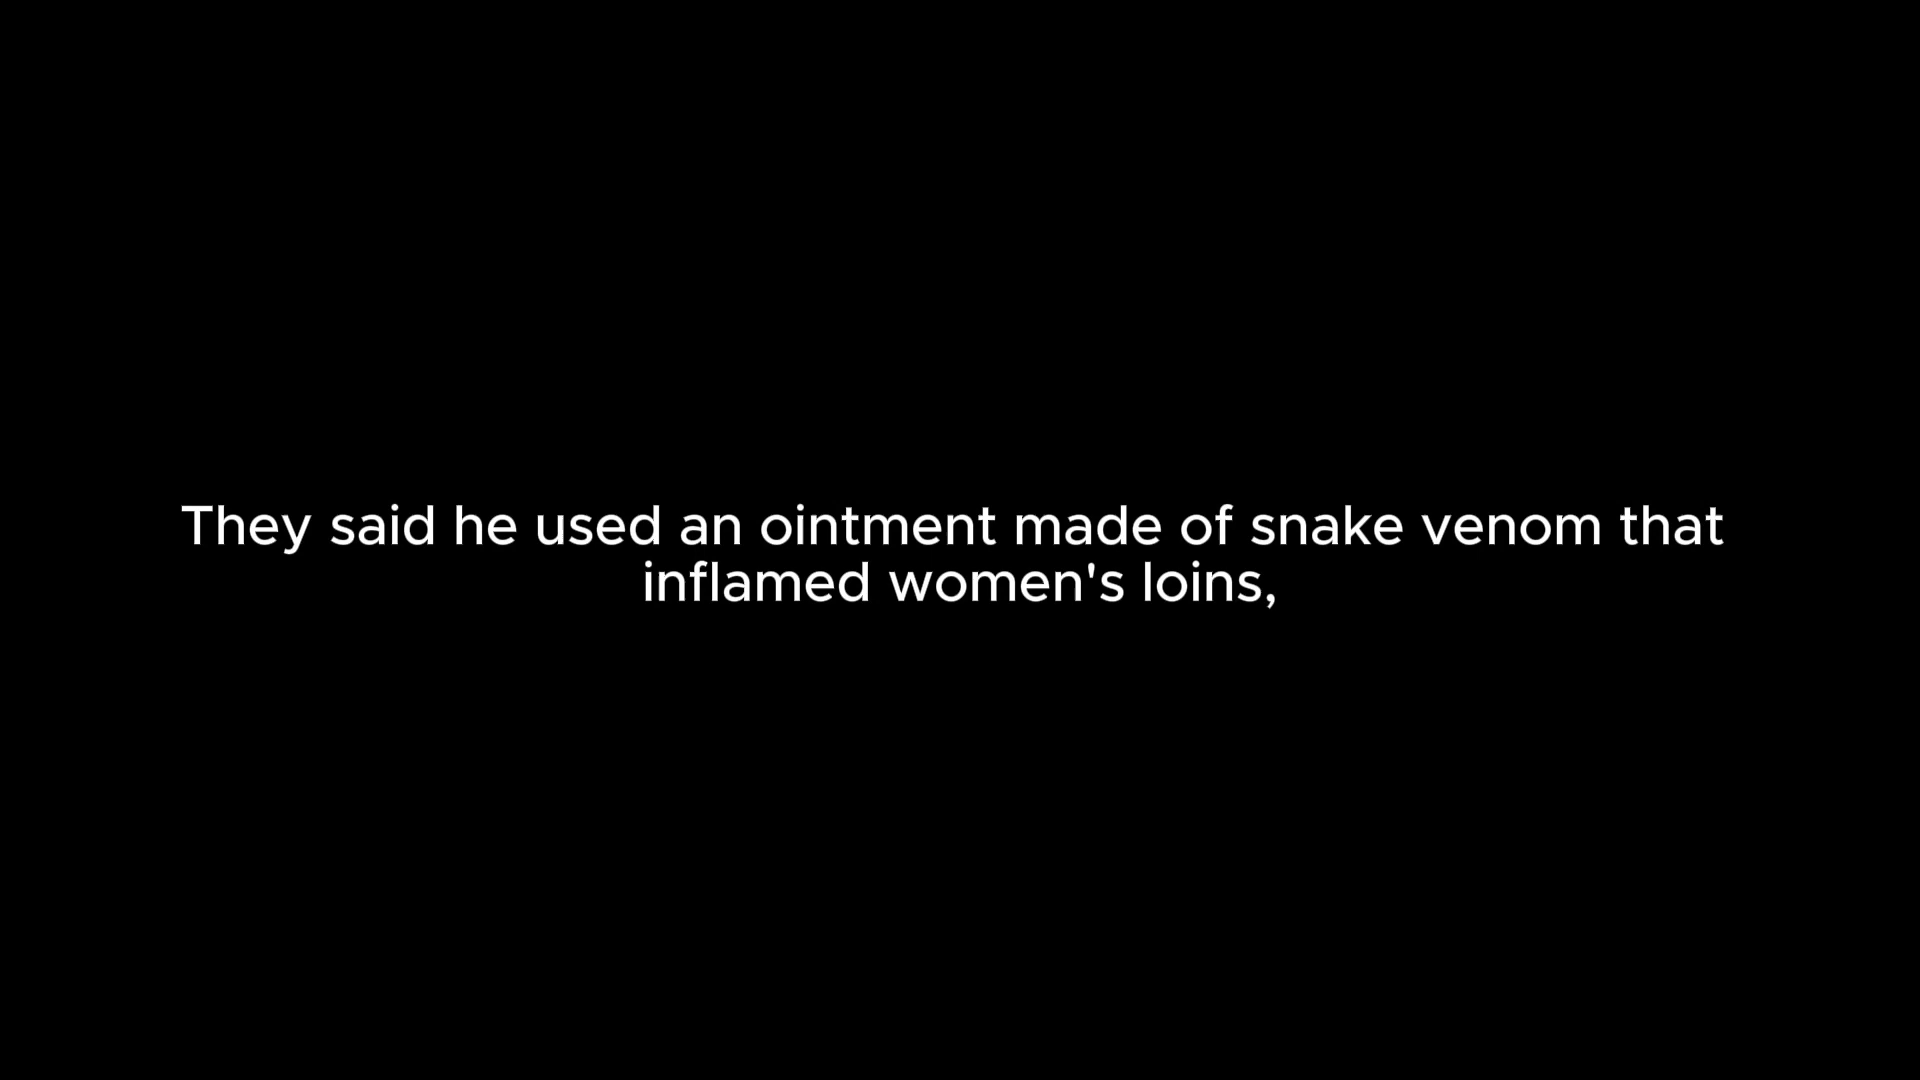 They said he used an ointment made of snake venom that
inflamed women's loins,